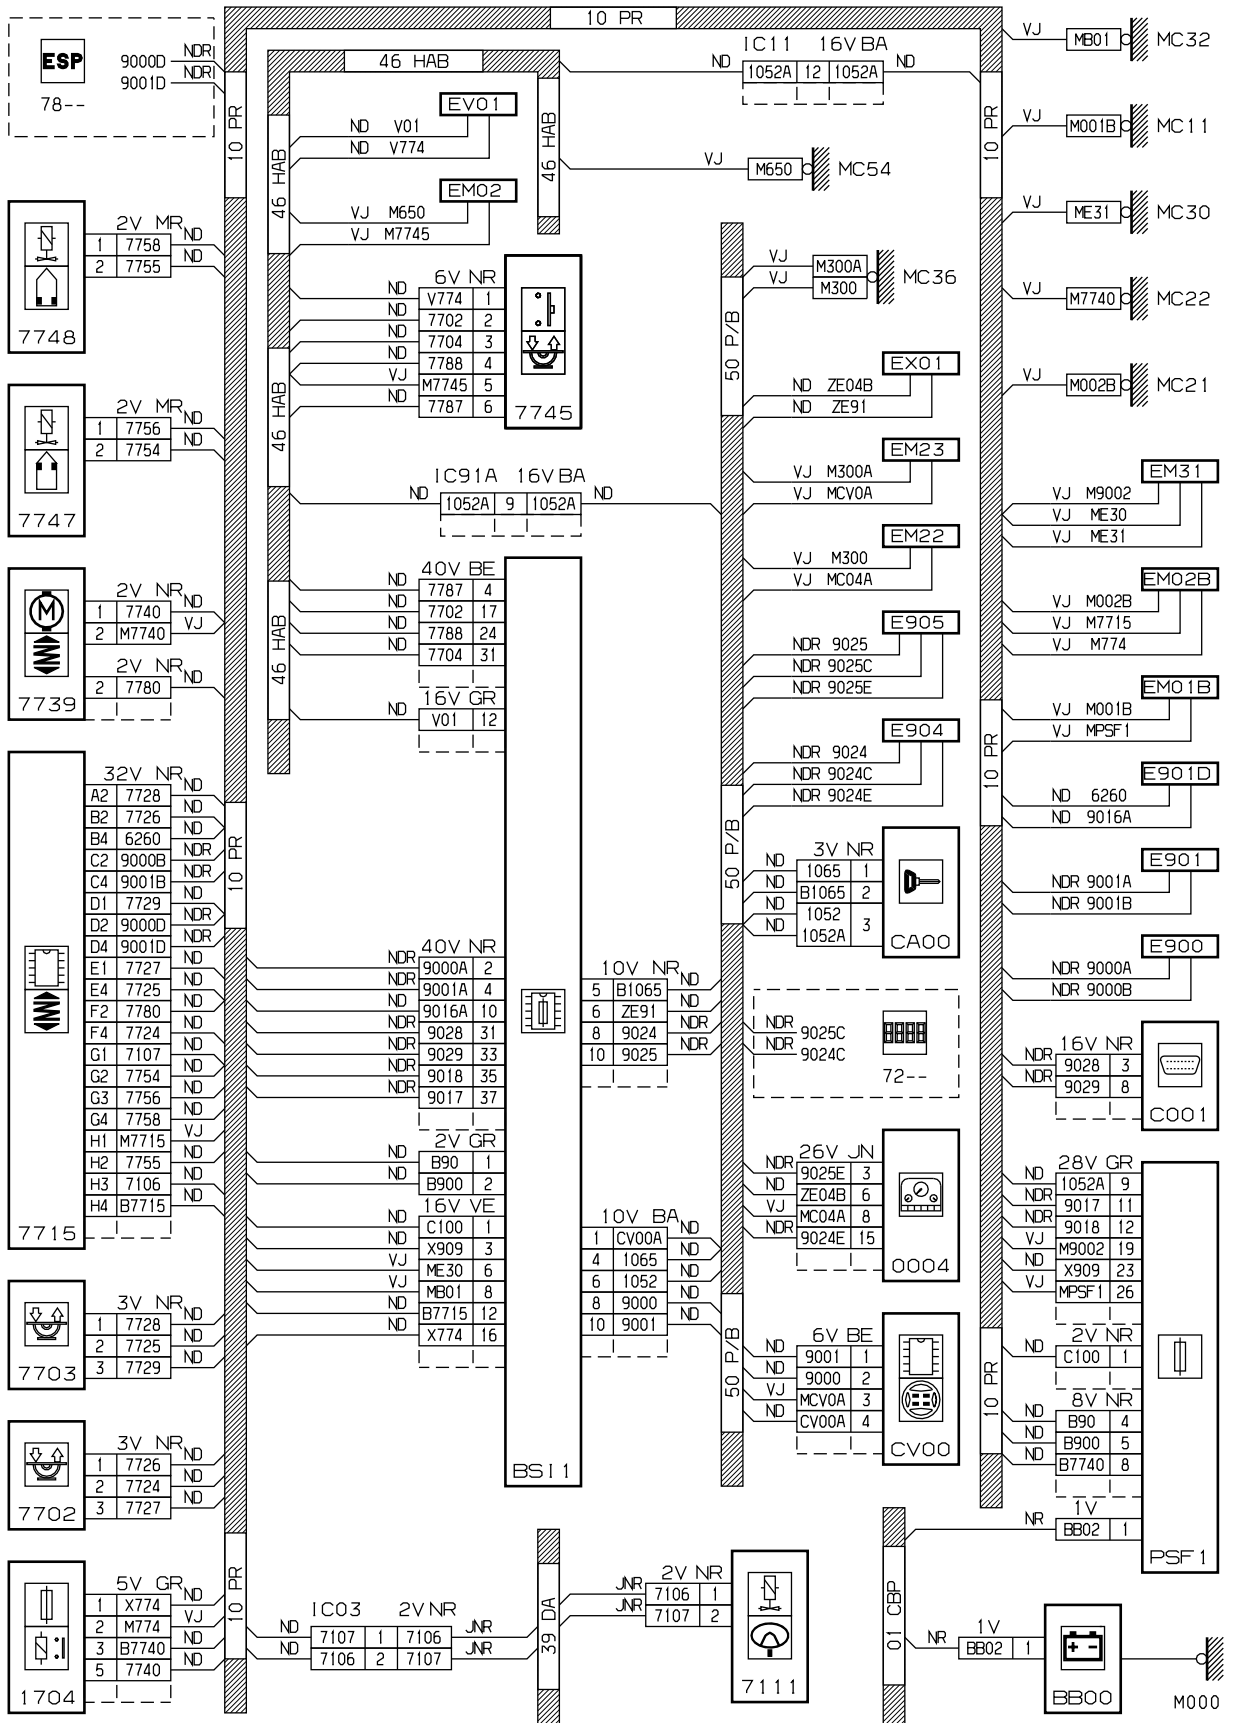 10 PR
ESP
9000D NDR
9001D NDR
78--
10 PR
46 HAB
46 HAB
46 HAB
EV01
ND V01
ND V774
EM02
VJ M650
VJ M7745
IC11 16V BA
ND 1052A 12 1052A ND
VJ M650 MC54
10 PR
VJ MB01 MC32
VJ M001B MC11
VJ ME31 MC30
VJ M7740 MC22
VJ M002B MC21
2V MR
1 7758 ND
2 7755 ND
7748
2V MR
1 7756 ND
2 7754 ND
7747
2V NR
1 7740 ND
2 M7740 VJ
2V NR
2 7780 ND
M
7739
32V NR
A2 7728 ND
B2 7726 ND
B4 6260 ND
C2 9000B NDR
C4 9001B NDR
D1 7729 ND
D2 9000D NDR
D4 9001D NDR
E1 7727 ND
E4 7725 ND
F2 7780 ND
F4 7724 ND
G1 7107 ND
G2 7754 ND
G3 7756 ND
G4 7758 ND
H1 M7715 VJ
H2 7755 ND
H3 7106 ND
H4 B7715 ND
7715
10 PR
3V NR
1 7728 ND
2 7725 ND
3 7729 ND
7703
3V NR
1 7726 ND
2 7724 ND
3 7727 ND
7702
5V GR
1 X774 ND
2 M774 VJ
3 B7740 ND
5 7740 ND
1704
10 PR
6V NR
ND V774 1
ND 7702 2
ND 7704 3
ND 7788 4
VJ M7745 5
ND 7787 6
7745
46 HAB
IC91A 16V BA
ND 1052A 9 1052A ND
46 HAB
40V BE
ND 7787 4
ND 7702 17
ND 7788 24
ND 7704 31
16V GR
ND V01 12
40V NR
NDR 9000A 2
NDR 9001A 4
ND 9016A 10
NDR 9028 31
NDR 9029 33
NDR 9018 35
NDR 9017 37
2V GR
ND B90 1
ND B900 2
16V VE
ND C100 1
ND X909 3
VJ ME30 6
VJ MB01 8
ND B7715 12
ND X774 16
BSI1
10V NR
5 B1065 ND
6 ZE91 ND
8 9024 NDR
10 9025 NDR
10V BA
1 CV00A ND
4 1065 ND
6 1052 ND
8 9000 ND
10 9001 ND
50 P/B
VJ M300A
VJ M300
MC36
EX01
ND ZE04B
ND ZE91
EM23
VJ M300A
VJ MCV0A
EM22
VJ M300
VJ MC04A
E905
NDR 9025
NDR 9025C
NDR 9025E
E904
NDR 9024
NDR 9024C
NDR 9024E
50 P/B
3V NR
ND 1065 1
ND B1065 2
ND 1052
ND 1052A 3
CA00
NDR 9025C
NDR 9024C
72--
26V JN
NDR 9025E 3
ND ZE04B 6
VJ MC04A 8
NDR 9024E 15
0004
50 P/B
6V BE
ND 9001 1
ND 9000 2
VJ MCV0A 3
ND CV00A 4
CV00
EM31
VJ M9002
VJ ME30
VJ ME31
EM02B
VJ M002B
VJ M7715
VJ M774
10 PR
EM01B
VJ M001B
VJ MPSF1
E901D
ND 6260
ND 9016A
E901
NDR 9001A
NDR 9001B
E900
NDR 9000A
NDR 9000B
16V NR
NDR 9028 3
NDR 9029 8
C001
28V GR
ND 1052A 9
NDR 9017 11
NDR 9018 12
VJ M9002 19
ND X909 23
VJ MPSF1 26
10 PR
2V NR
ND C100 1
8V NR
ND B90 4
ND B900 5
ND B7740 8
1V
NR BB02 1
PSF1
IC03 2V NR
ND 7107 1 7106 JNR
ND 7106 2 7107 JNR
39 DA
2V NR
JNR 7106 1
JNR 7107 2
7111
01 CBP
1V
NR BB02 1
+ -
BB00
M000